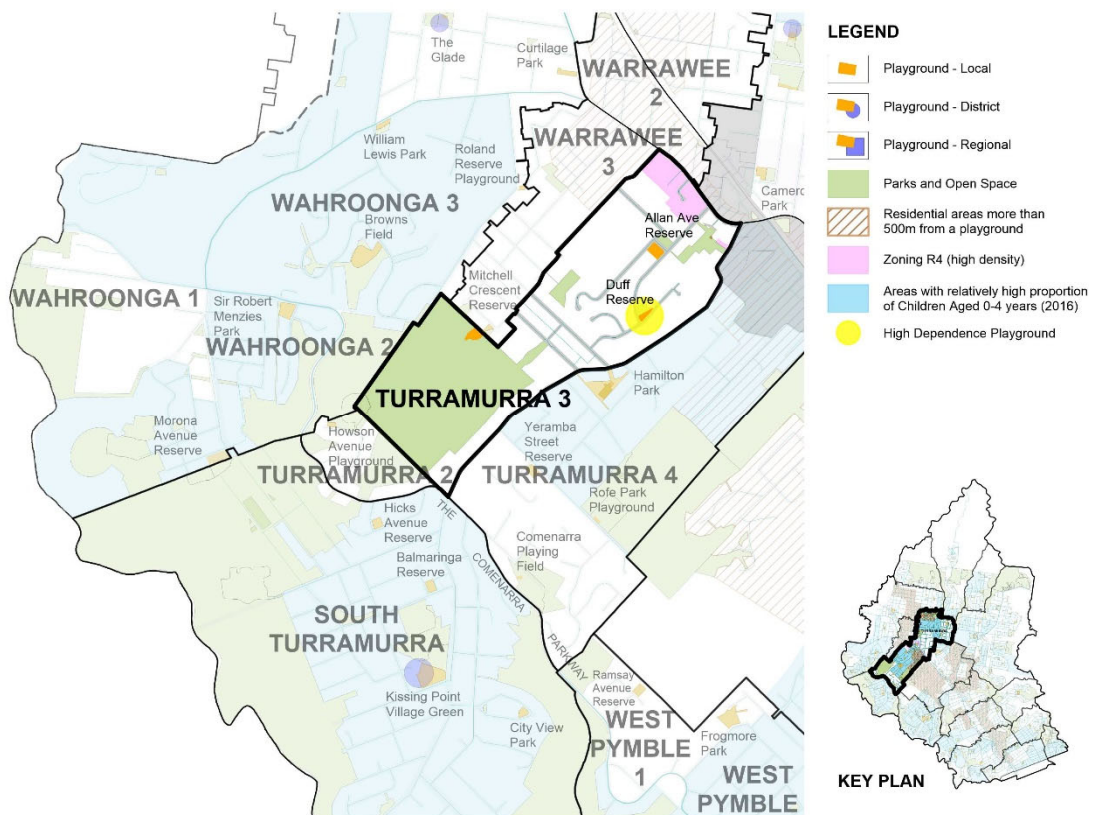 The
Glade
Curtilage
Park
WARRAWEE
2
William
Lewis Park
Roland
Reserve
Playground
WARRAWEE
3
WAHROONGA 3
Browns
Field
Allan Ave
Reserve
Mitchell
Crescent
Reserve
Duff
Reserve
WAHROONGA 1
Sir Robert
Menzies
Park
WAHROONGA 2
Hamilton
Park
TURRAMURRA 3
Morona
Avenue
Reserve
Howson
Avenue
Playground
Yeramba
Street
Reserve
TURRAMURRA 2
TURRAMURRA 4
Rofe Park
Playground
Hicks
Avenue
Reserve
THE
COMENARRA
PARKWAY
Balmaringa
Reserve
Comenarra
Playing
Field
SOUTH
TURRAMURRA
Kissing Point
Village Green
City View
Park
Ramsay
Avenue
Reserve
WEST
PYMBLE
1
Frogmore
Park
WEST
PYMBLE
LEGEND
Playground - Local
Playground - District
Playground - Regional
Parks and Open Space
Residential areas more than
500m from a playground
Zoning R4 (high density)
Areas with relatively high proportion
of Children Aged 0-4 years (2016)
High Dependence Playground
KEY PLAN